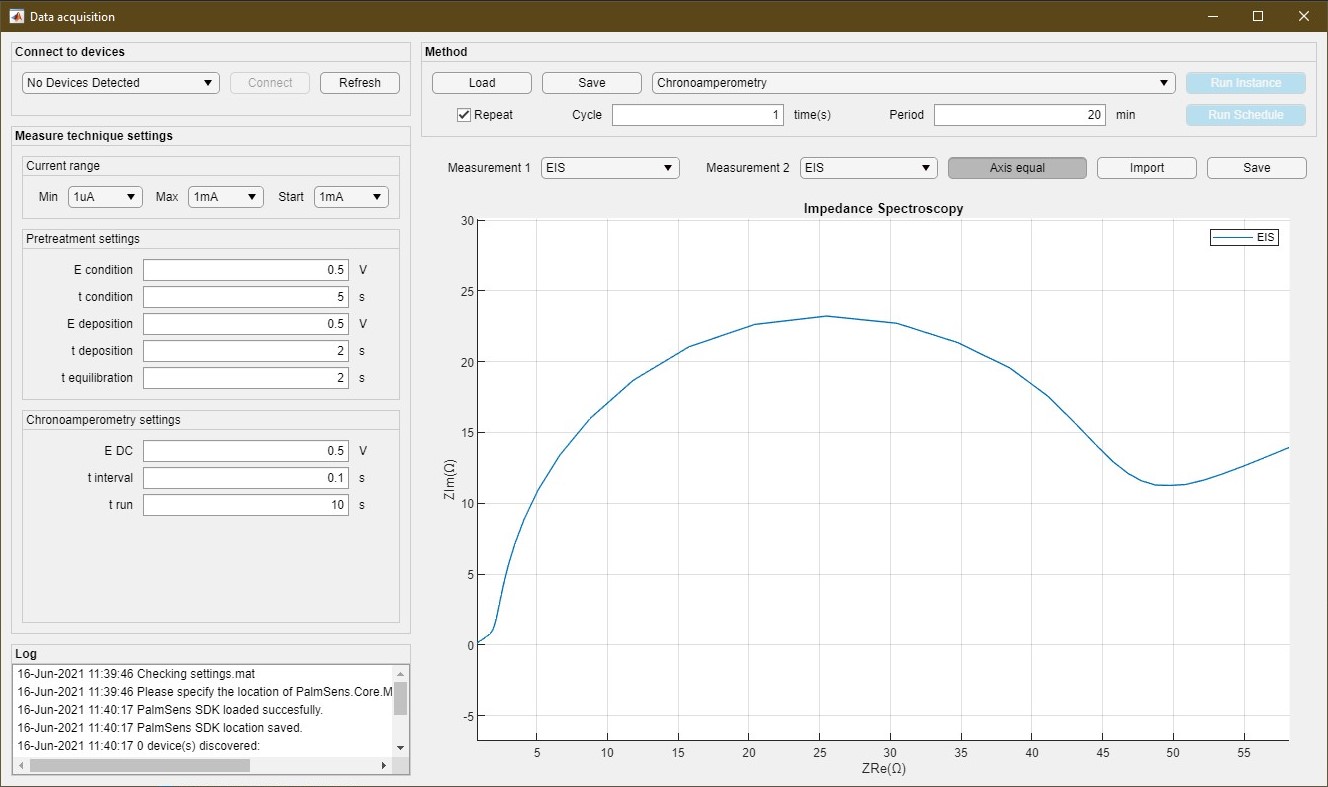 Data acquisition
Connect to devices
No Devices Detected
Connect
Refresh
Measure technique settings
Current range
Min 1uA Max 1mA Start 1mA
Pretreatment settings
E condition 0.5 V
t condition 5 s
E deposition 0.5 V
t deposition 2 s
t equilibration 2 s
Chronoamperometry settings
E DC 0.5 V
t interval 0.1 s
t run 10 s
Log
16-Jun-2021 11:39:46 Checking settings.mat
16-Jun-2021 11:39:46 Please specify the location of PalmSens.Core.M
16-Jun-2021 11:40:17 PalmSens SDK loaded succesfully.
16-Jun-2021 11:40:17 PalmSens SDK location saved.
16-Jun-2021 11:40:17 0 device(s) discovered:
Method
Load Save Chronoamperometry Run Instance
Repeat Cycle 1 time(s) Period 20 min Run Schedule
Measurement 1 EIS Measurement 2 EIS Axis equal Import Save
Impedance Spectroscopy
EIS
30
25
20
15
10
5
0
-5
ZIm(Ω)
5 10 15 20 25 30 35 40 45 50 55
ZRe(Ω)